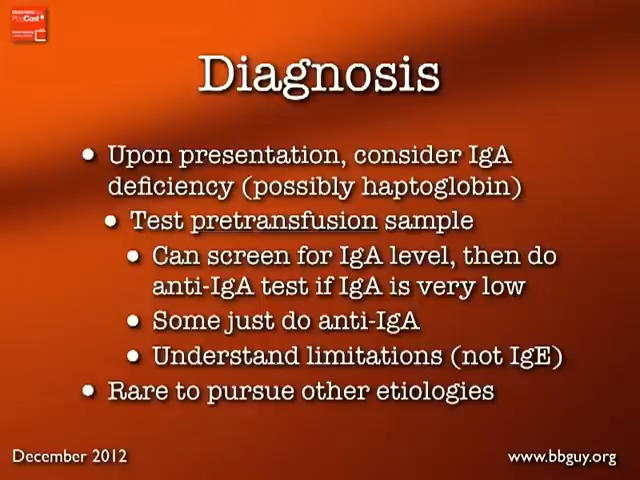 Diagnosis
• Upon presentation, consider IgA
deficiency (possibly haptoglobin)
• Test pretransfusion sample
• Can screen for IgA level, then do
anti-IgA test if IgA is very low
• Some just do anti-IgA
• Understand limitations (not IgE)
• Rare to pursue other etiologies
December 2012
www.bbguy.org